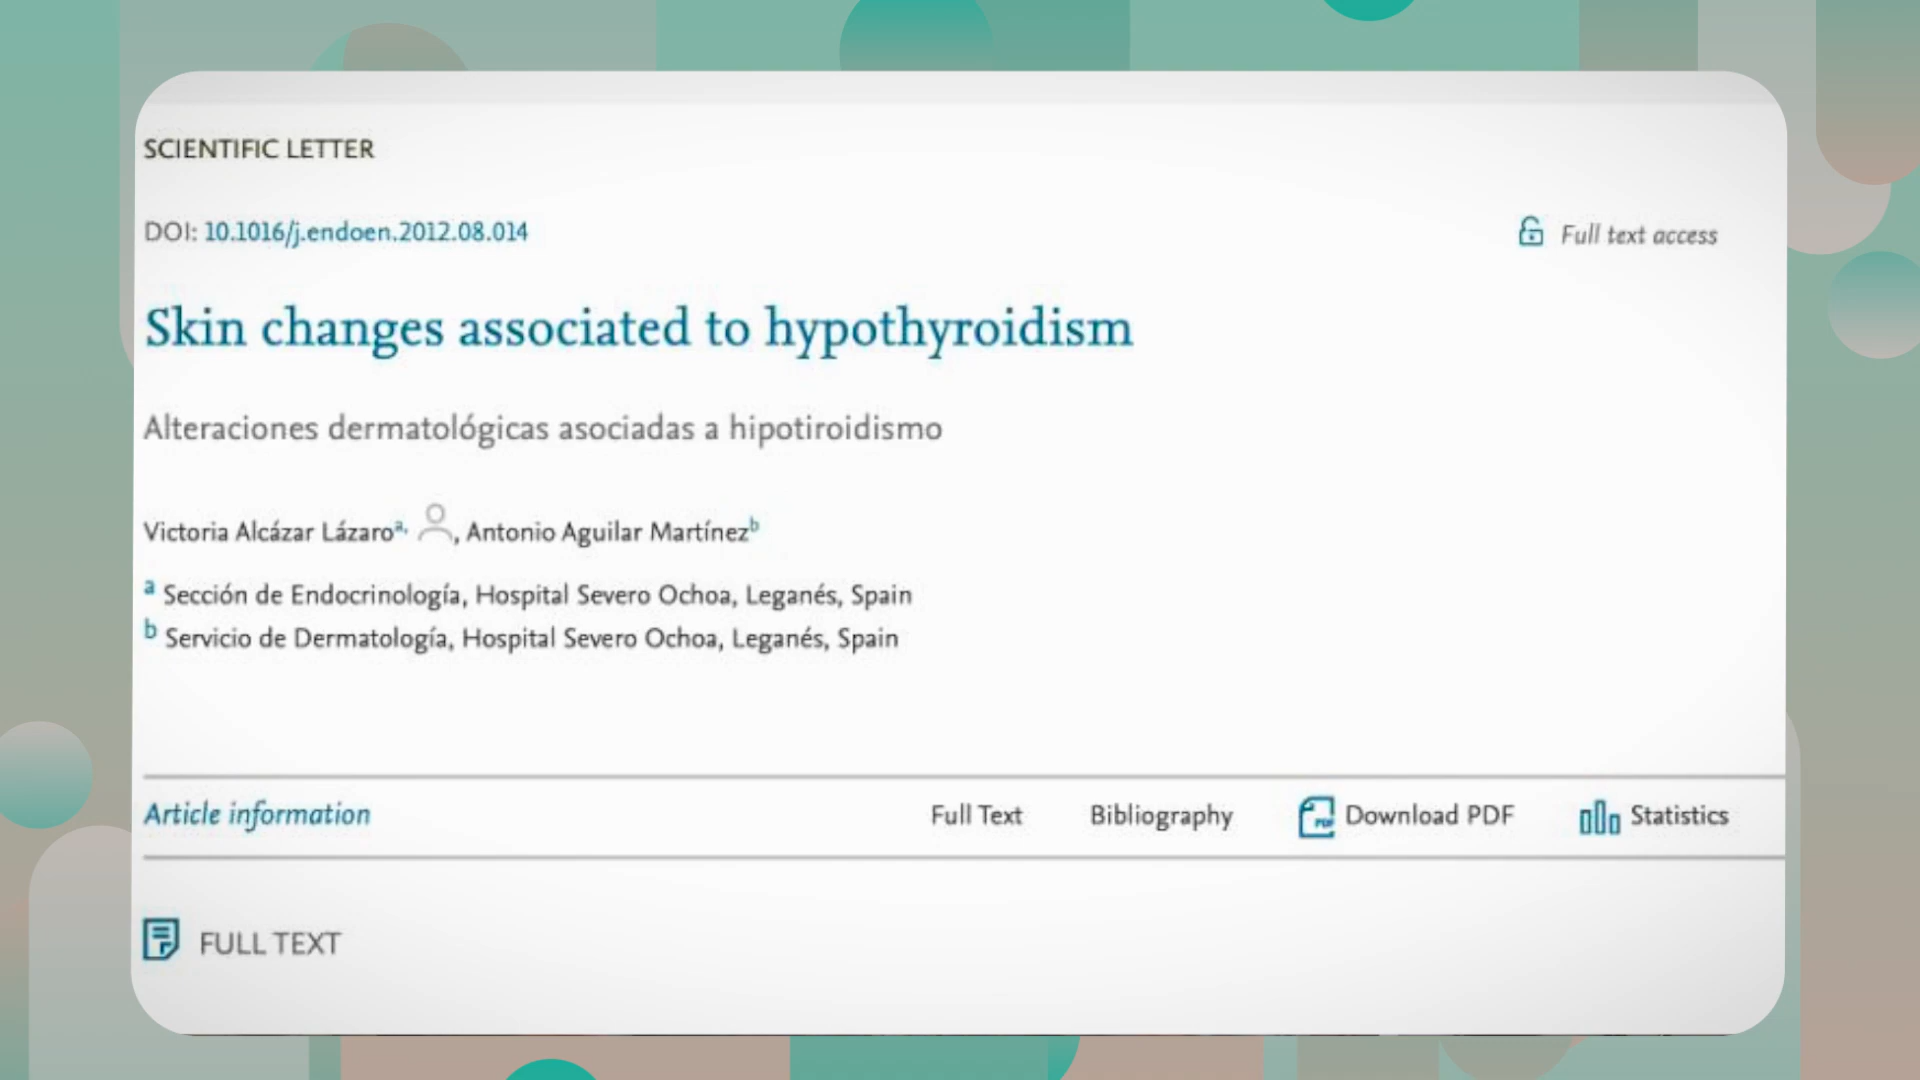 SCIENTIFIC LETTER
DOI: 10.1016/j.endoen.2012.08.014
Full text access
Skin changes associated to hypothyroidism
Alteraciones dermatológicas asociadas a hipotiroidismo
Victoria Alcázar Lázaroa, , Antonio Aguilar Martínezb
a Sección de Endocrinología, Hospital Severo Ochoa, Leganés, Spain
b Servicio de Dermatología, Hospital Severo Ochoa, Leganés, Spain
Article information Full Text Bibliography PDF Download PDF Statistics
FULL TEXT